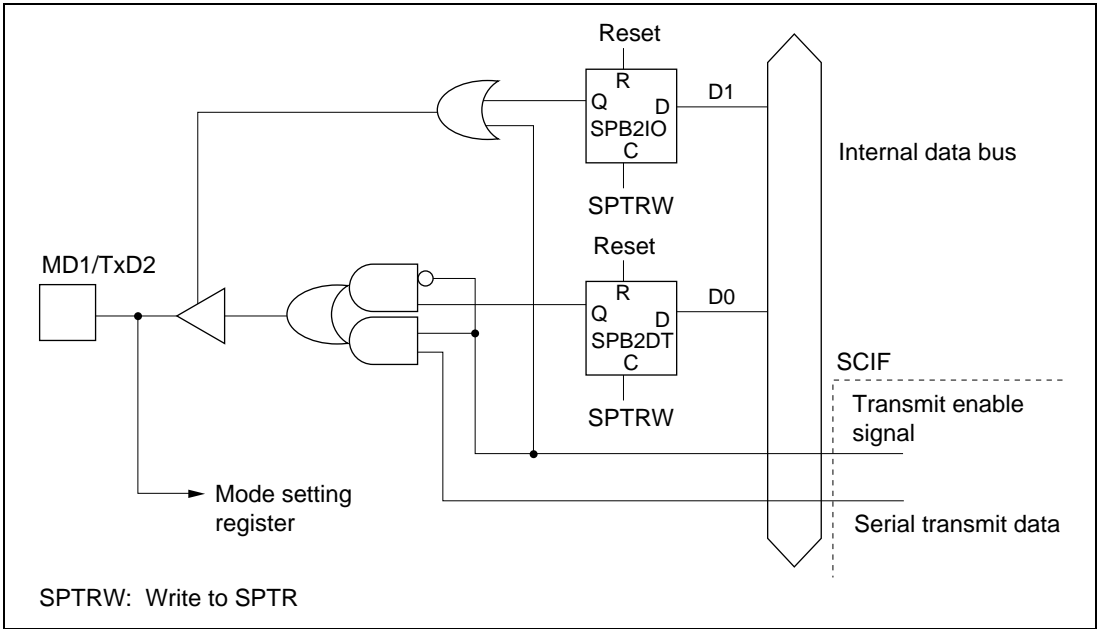 Reset
R
Q
D
D1
SPB2IO
C
Internal data bus
SPTRW
Reset
MD1/TxD2
R
D0
Q
D
SPB2DT
C
SCIF
SPTRW
Transmit enable
signal
Mode setting
register
Serial transmit data
SPTRW: Write to SPTR